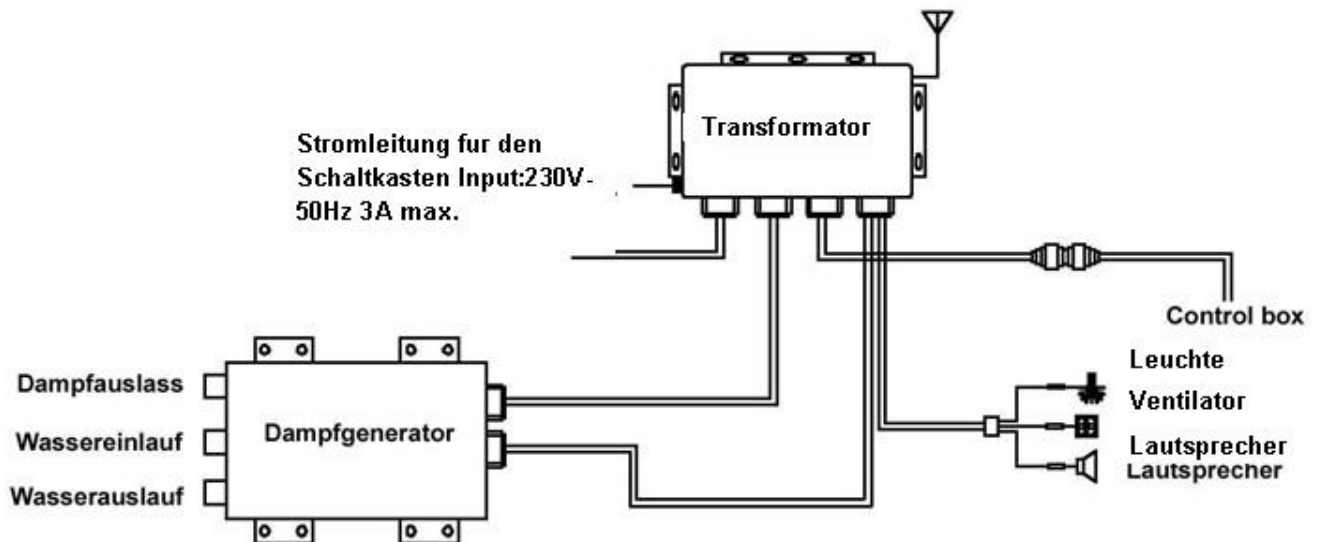 Transformator
Stromleitung fur den
Schaltkasten Input:230V-
50Hz 3A max.
Control box
Leuchte
Ventilator
Lautsprecher
Lautsprecher
Dampfauslass
Wassereinlauf
Wasserauslauf
Dampfgenerator